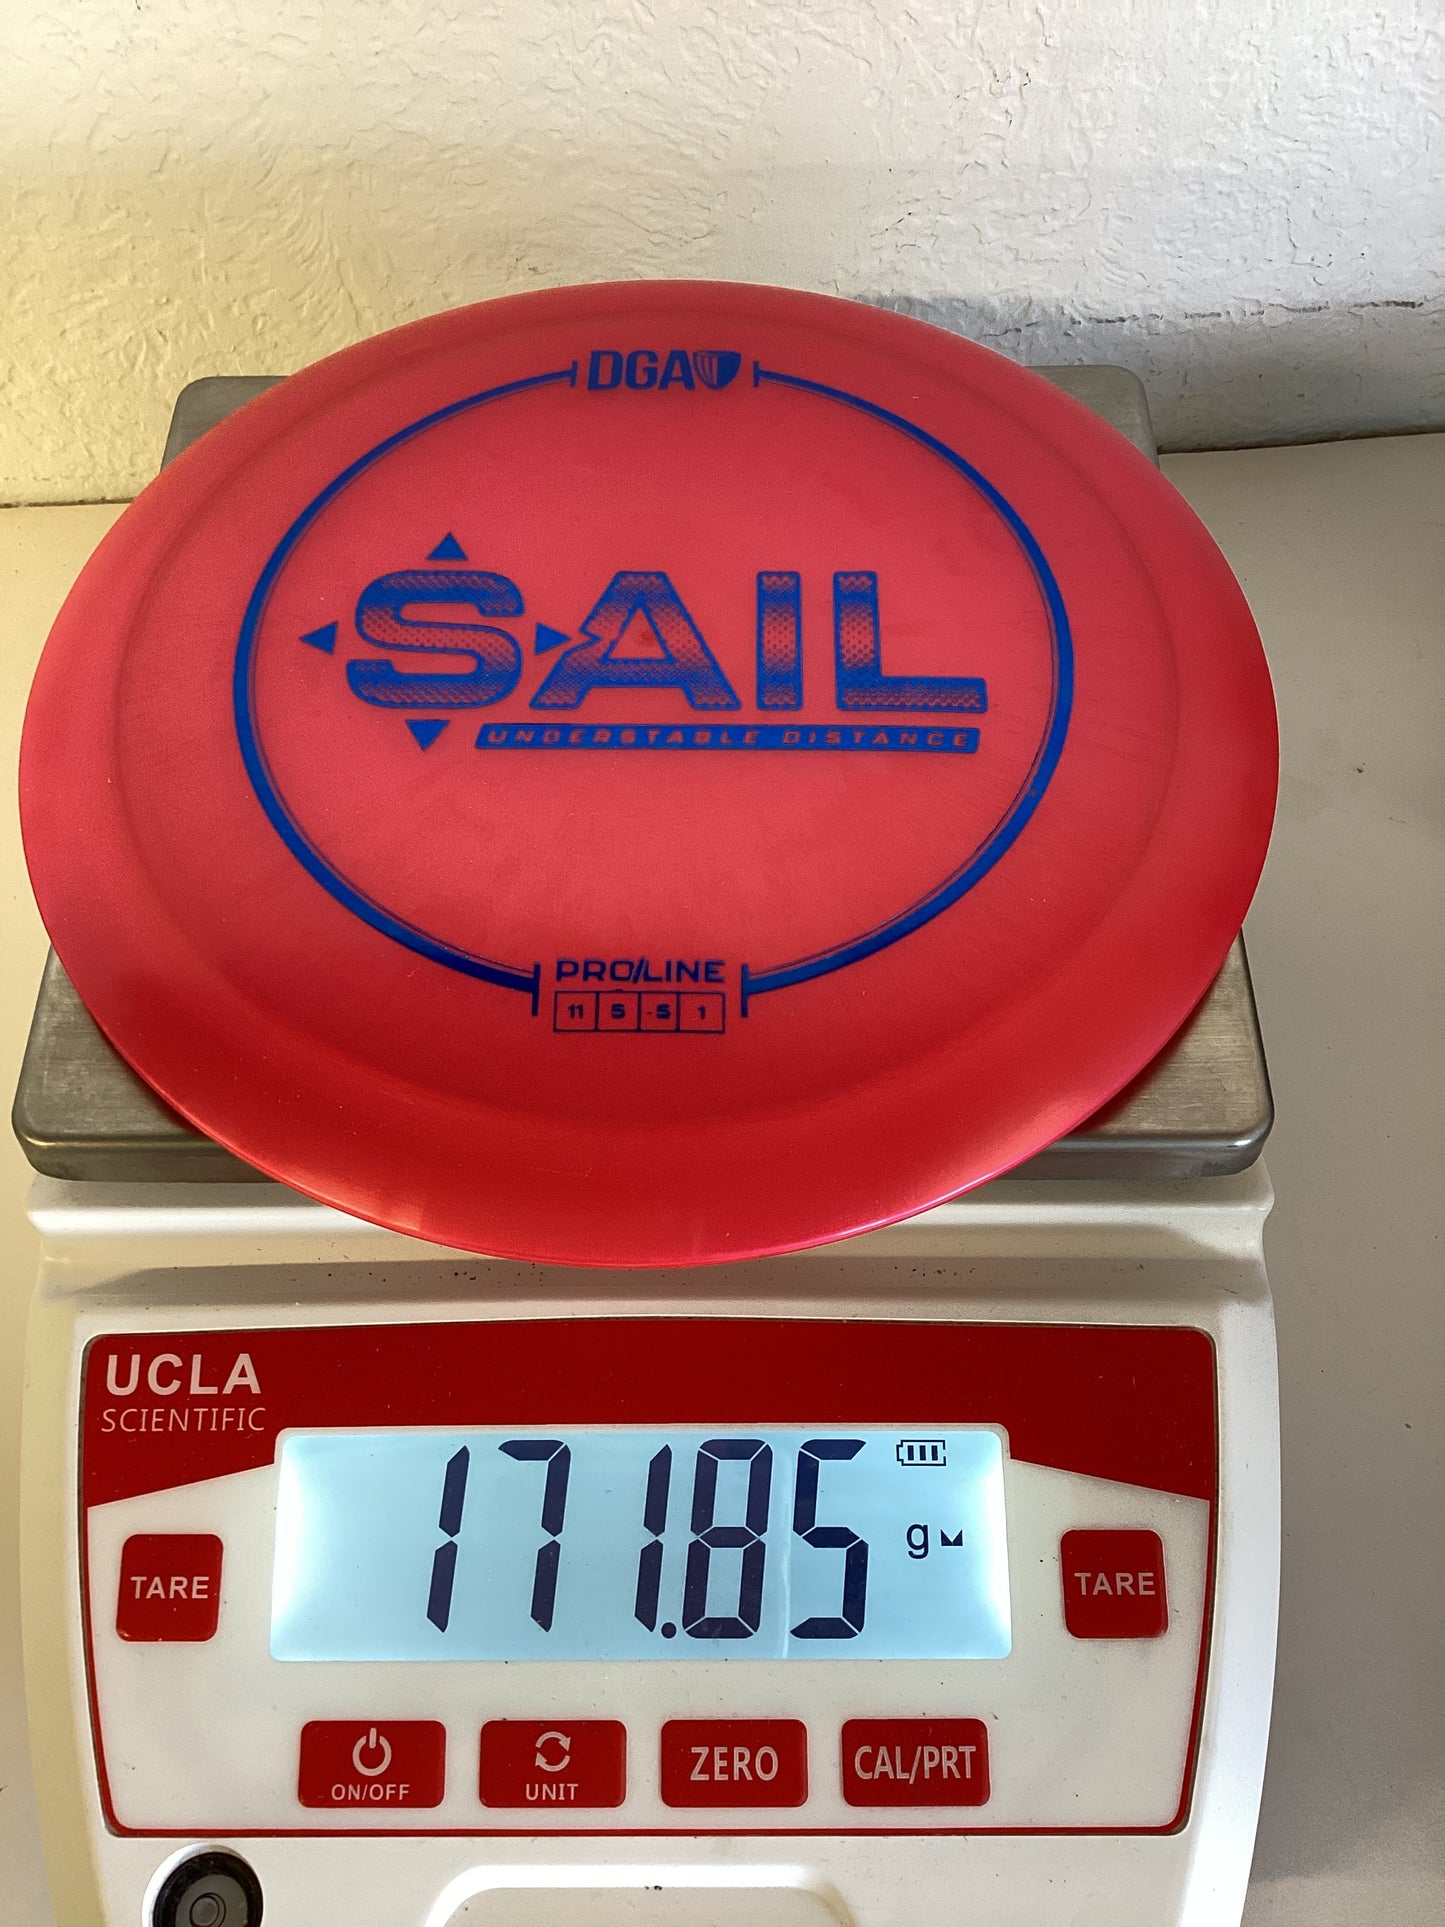 DGA
SAIL
UNDERSTABLE DISTANCE
PRO/LINE
11 5 -5 1
UCLA
SCIENTIFIC
171.85 g
TARE
TARE
ON/OFF
UNIT
ZERO
CAL/PRT